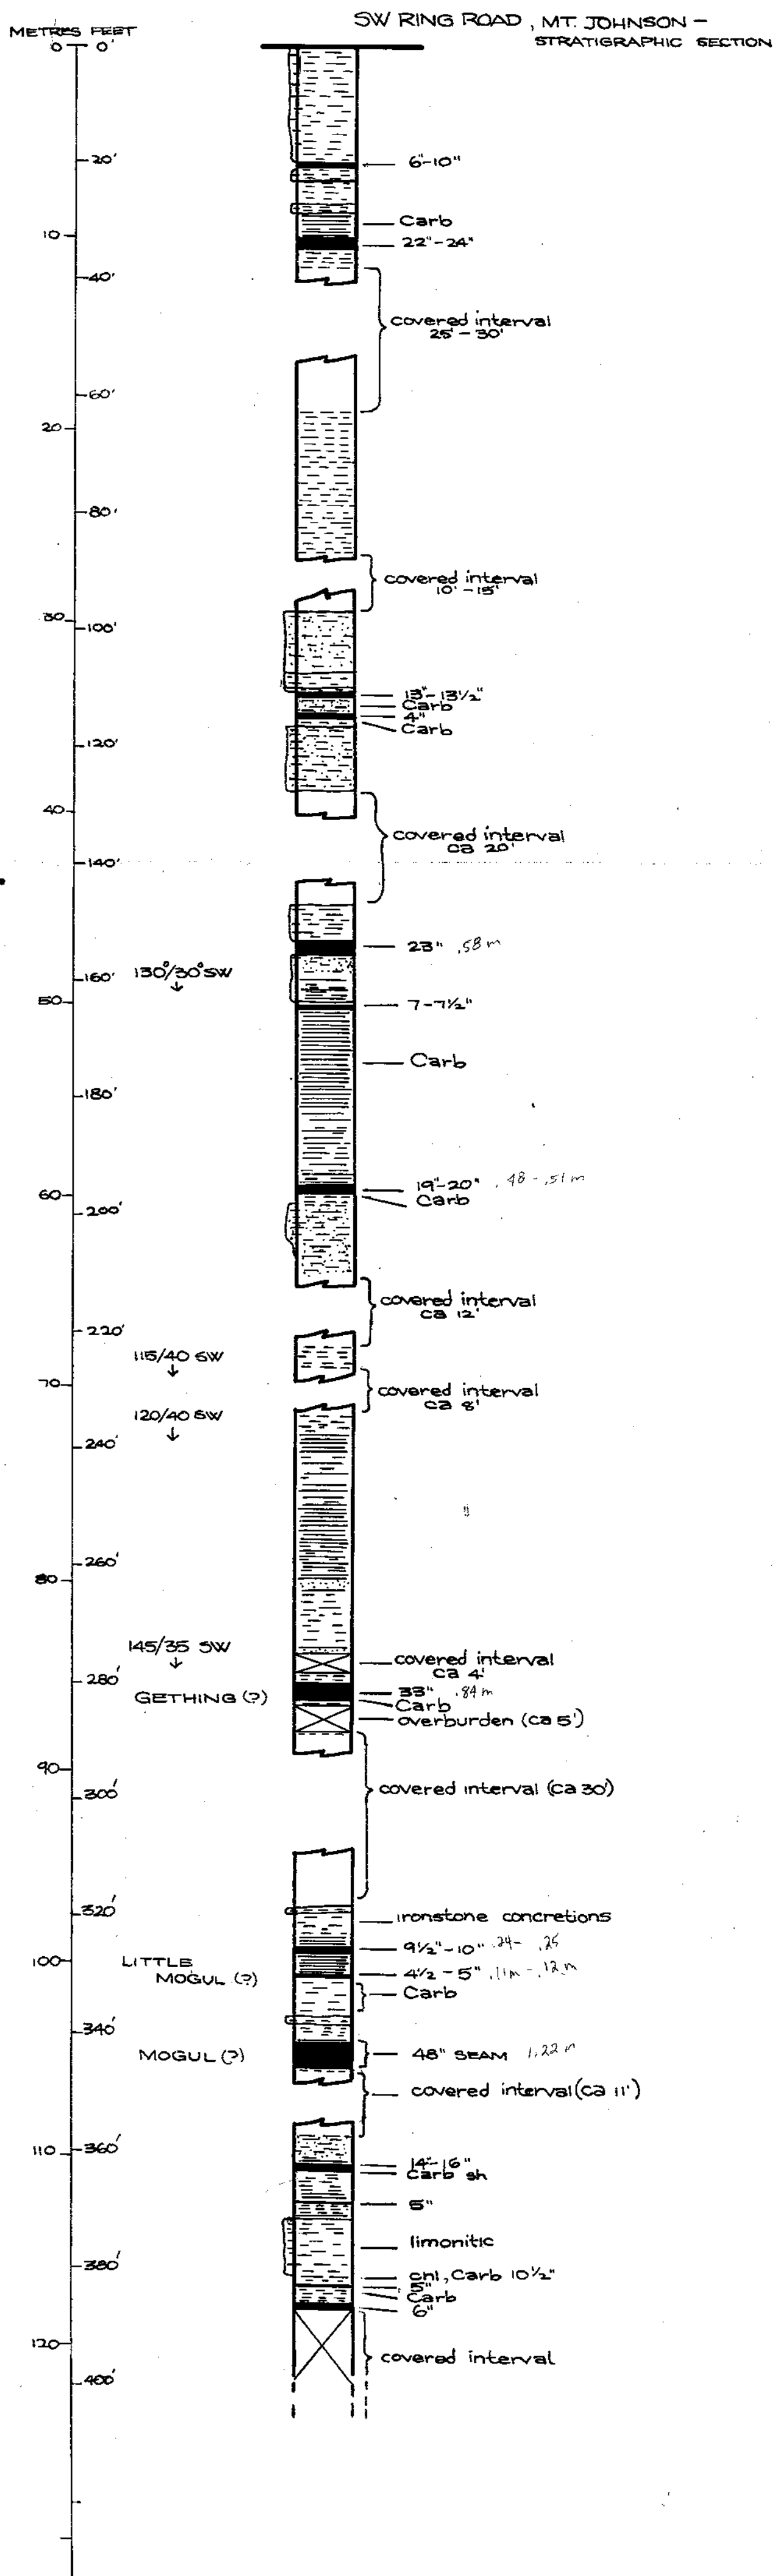 SW RING ROAD, MT. JOHNSON -
STRATIGRAPHIC SECTION
METRES FEET
0 0'
20'
6"-10"
Carb
10
22"-24"
40'
covered interval
25'-30'
60'
20
80'
covered interval
10'-15'
30
100'
13"-13½"
Carb
4"
Carb
120'
40
covered interval
ca 20'
140'
23" .58 m
160' 130°/30° SW
50
7-7½"
Carb
180'
19"-20" .48-.51 m
60
Carb
200'
covered interval
ca 12'
220'
115/40 SW
70
covered interval
ca 8'
120/40 SW
240'
260'
80
145/35 SW
covered interval
ca 4'
280'
33" .84 m
GETHING (?)
Carb
overburden (ca 5')
90
covered interval (ca 30')
300'
320'
ironstone concretions
9½"-10" .24-.25
100
LITTLE
MOGUL (?)
4½-5" .11m-.12m
Carb
340'
MOGUL (?)
48" SEAM 1.22 m
covered interval (ca 11')
110
360'
14"-16"
Carb sh
5"
limonitic
380'
cnl, Carb 10½"
5"
Carb
6"
120
covered interval
400'